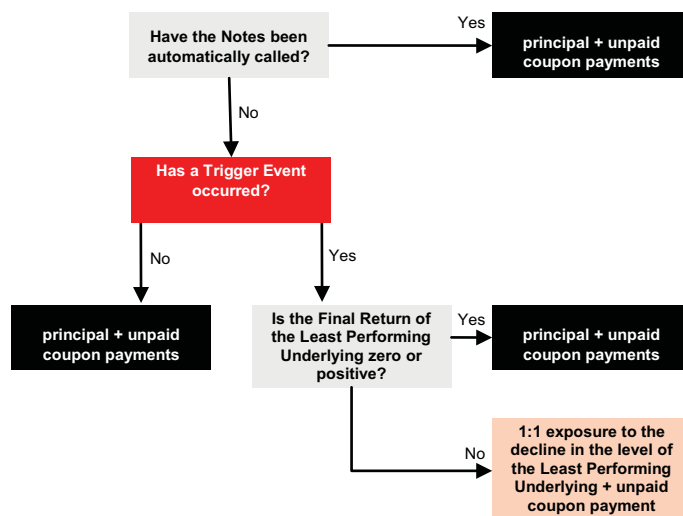 Have the Notes been
automatically called?
Yes
principal + unpaid
coupon payments
No
Has a Trigger Event
occurred?
No
Yes
principal + unpaid
coupon payments
Is the Final Return of
the Least Performing
Underlying zero or
positive?
Yes
principal + unpaid
coupon payments
No
1:1 exposure to the
decline in the level of
the Least Performing
Underlying + unpaid
coupon payment